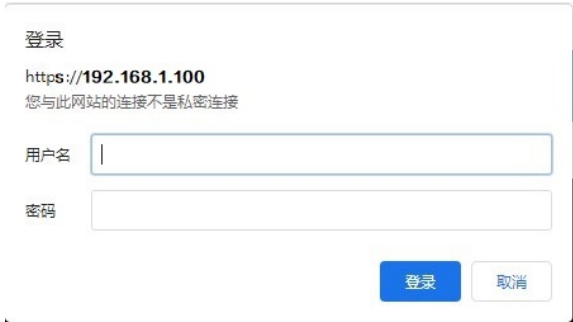 登录
https://192.168.1.100
您与此网站的连接不是私密连接
用户名
密码
登录 取消